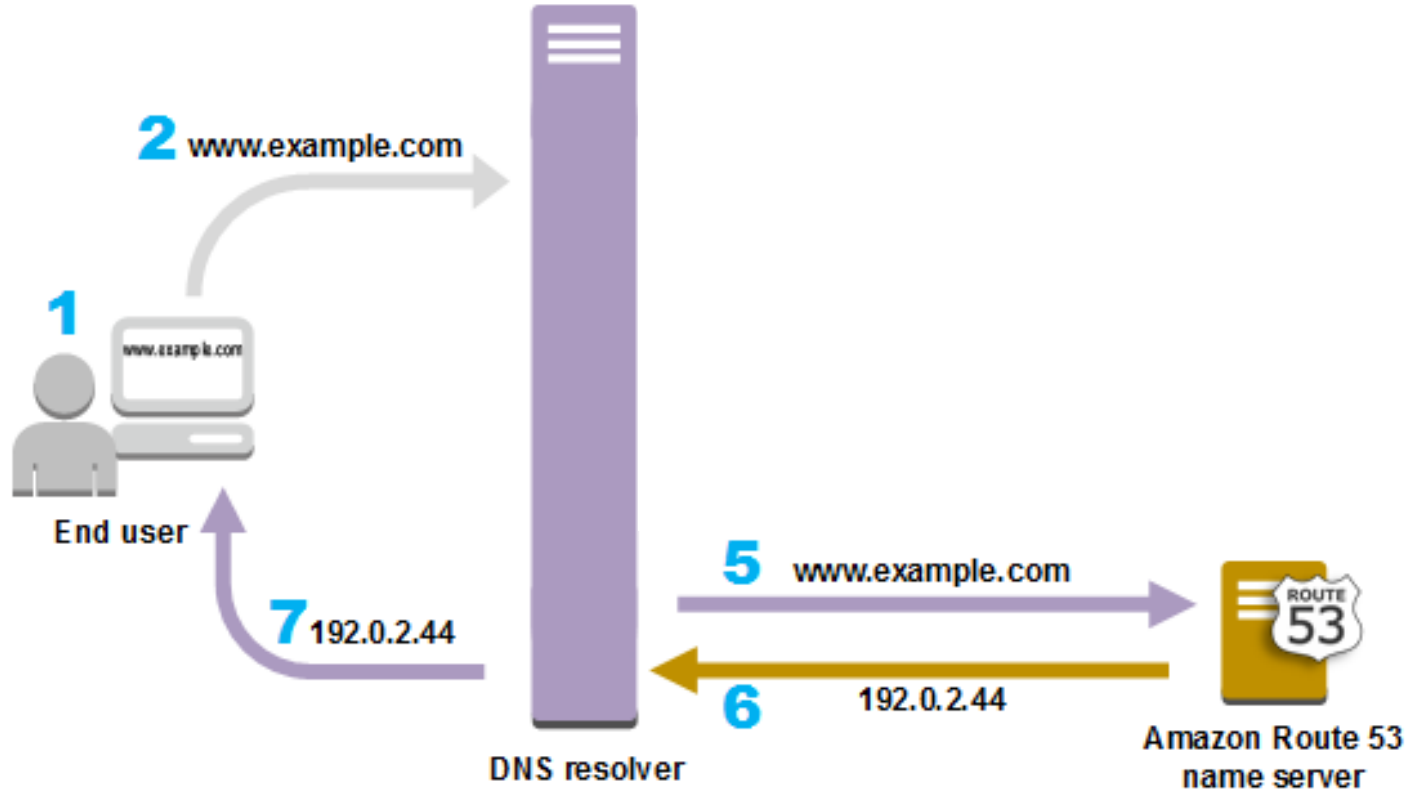 2 www.example.com
1
www.example.com
End user
7 192.0.2.44
5 www.example.com
ROUTE
53
6 192.0.2.44
DNS resolver
Amazon Route 53
name server